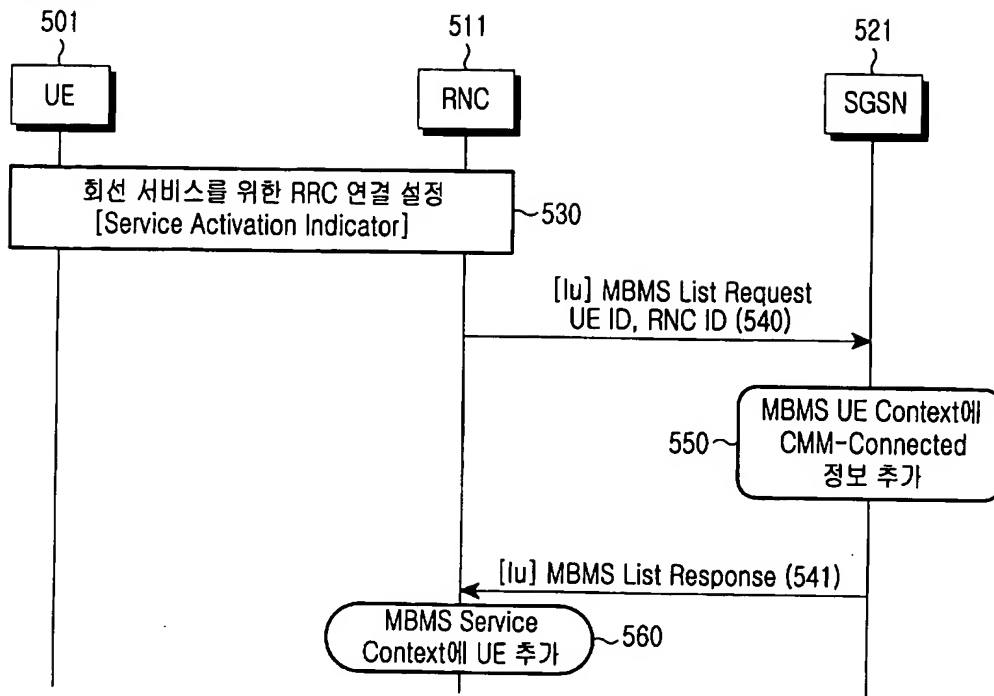 501
511
521
UE
RNC
SGSN
회선 서비스를 위한 RRC 연결 설정
[Service Activation Indicator]
530
[Iu] MBMS List Request
UE ID, RNC ID (540)
MBMS UE Context에
CMM-Connected
정보 추가
550
[Iu] MBMS List Response (541)
MBMS Service
Context에 UE 추가
560